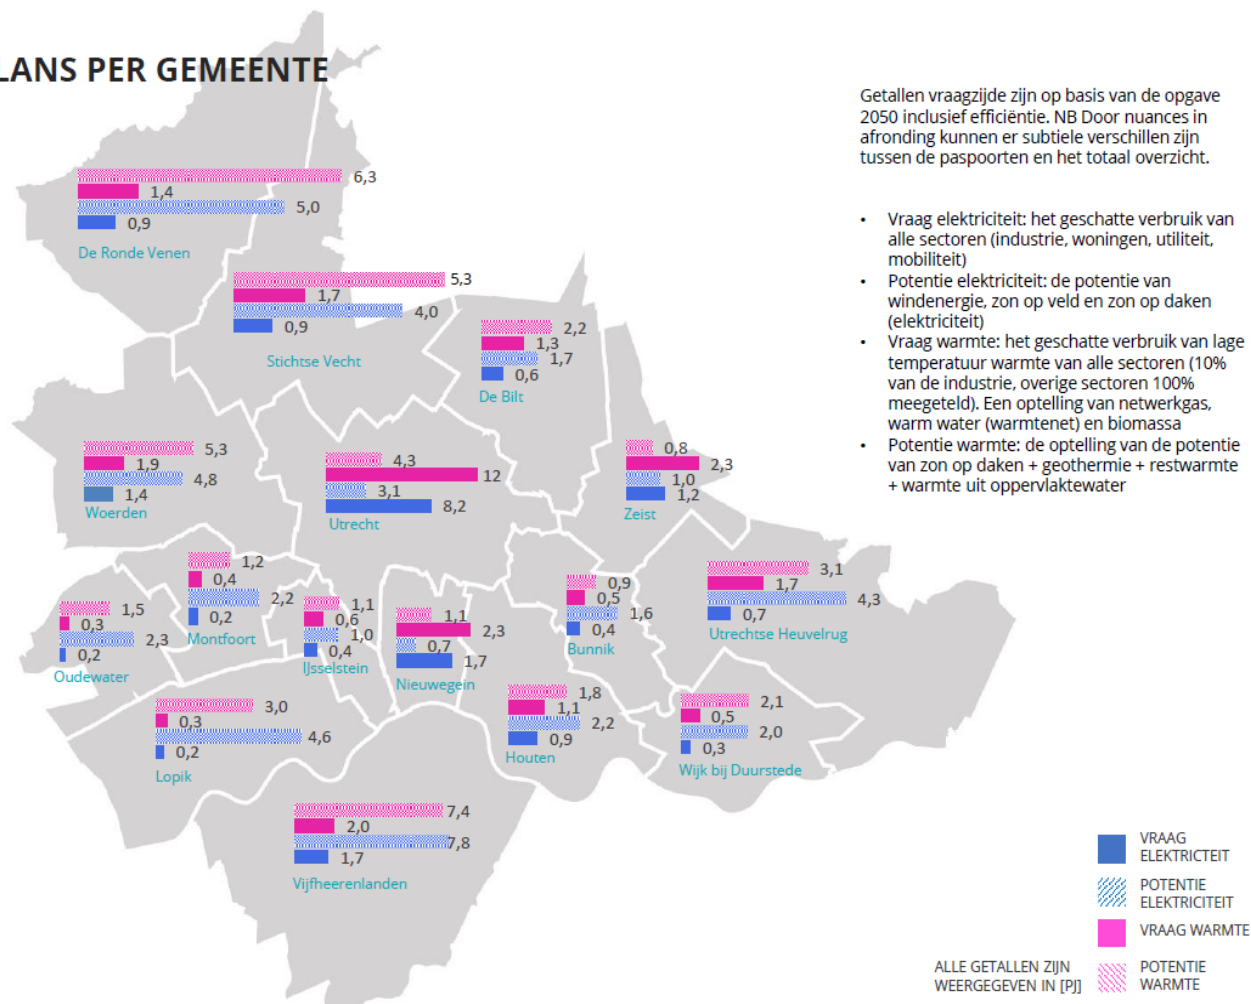 LANS PER GEMEENTE
Getallen vraagzijde zijn op basis van de opgave
2050 inclusief efficiëntie. NB Door nuances in
afronding kunnen er subtiele verschillen zijn
tussen de paspoorten en het totaal overzicht.
• Vraag elektriciteit: het geschatte verbruik van
alle sectoren (industrie, woningen, utiliteit,
mobiliteit)
• Potentie elektriciteit: de potentie van
windenergie, zon op veld en zon op daken
(elektriciteit)
• Vraag warmte: het geschatte verbruik van lage
temperatuur warmte van alle sectoren (10%
van de industrie, overige sectoren 100%
meegeteld). Een optelling van netwerkgas,
warm water (warmtenet) en biomassa
• Potentie warmte: de optelling van de potentie
van zon op daken + geothermie + restwarmte
+ warmte uit oppervlaktewater
6,3
1,4
5,0
0,9
De Ronde Venen
5,3
1,7
4,0
0,9
Stichtse Vecht
2,2
1,3
1,7
0,6
De Bilt
5,3
1,9
4,8
1,4
Woerden
4,3
12
3,1
8,2
Utrecht
0,8
2,3
1,0
1,2
Zeist
1,2
0,4
2,2
0,2
Montfoort
1,5
0,3
2,3
0,2
Oudewater
1,1
0,6
1,0
0,4
IJsselstein
1,1
2,3
0,7
1,7
Nieuwegein
0,9
0,5
1,6
0,4
Bunnik
3,1
1,7
4,3
0,7
Utrechtse Heuvelrug
3,0
0,3
4,6
0,2
Lopik
1,8
1,1
2,2
0,9
Houten
2,1
0,5
2,0
0,3
Wijk bij Duurstede
7,4
2,0
7,8
1,7
Vijfheerenlanden
VRAAG
ELEKTRICTEIT
POTENTIE
ELEKTRICITEIT
VRAAG WARMTE
POTENTIE
WARMTE
ALLE GETALLEN ZIJN
WEERGEGEVEN IN [PJ]